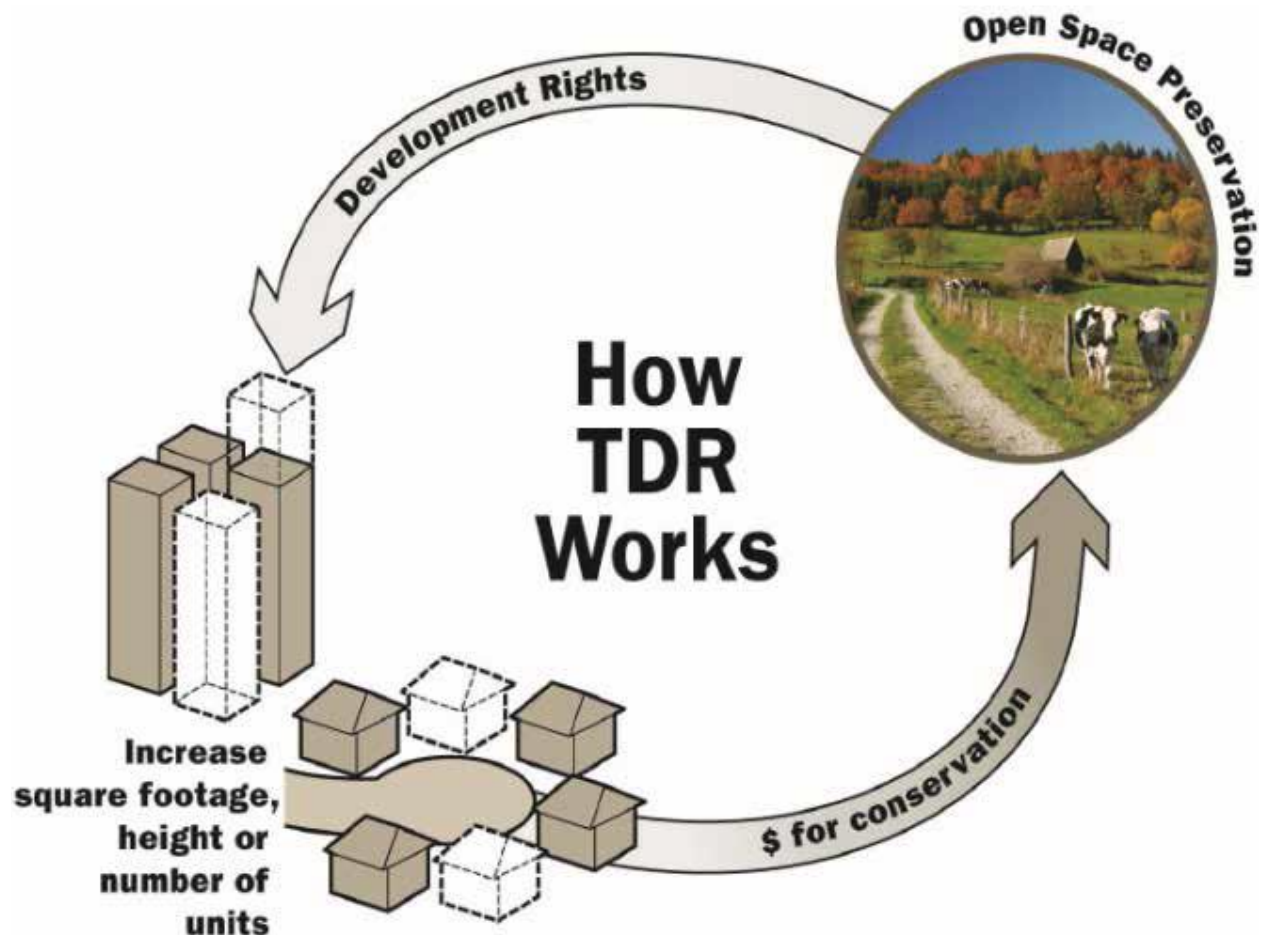 Open Space Preservation
Development Rights
How
TDR
Works
$ for conservation
Increase
square footage,
height or
number of
units